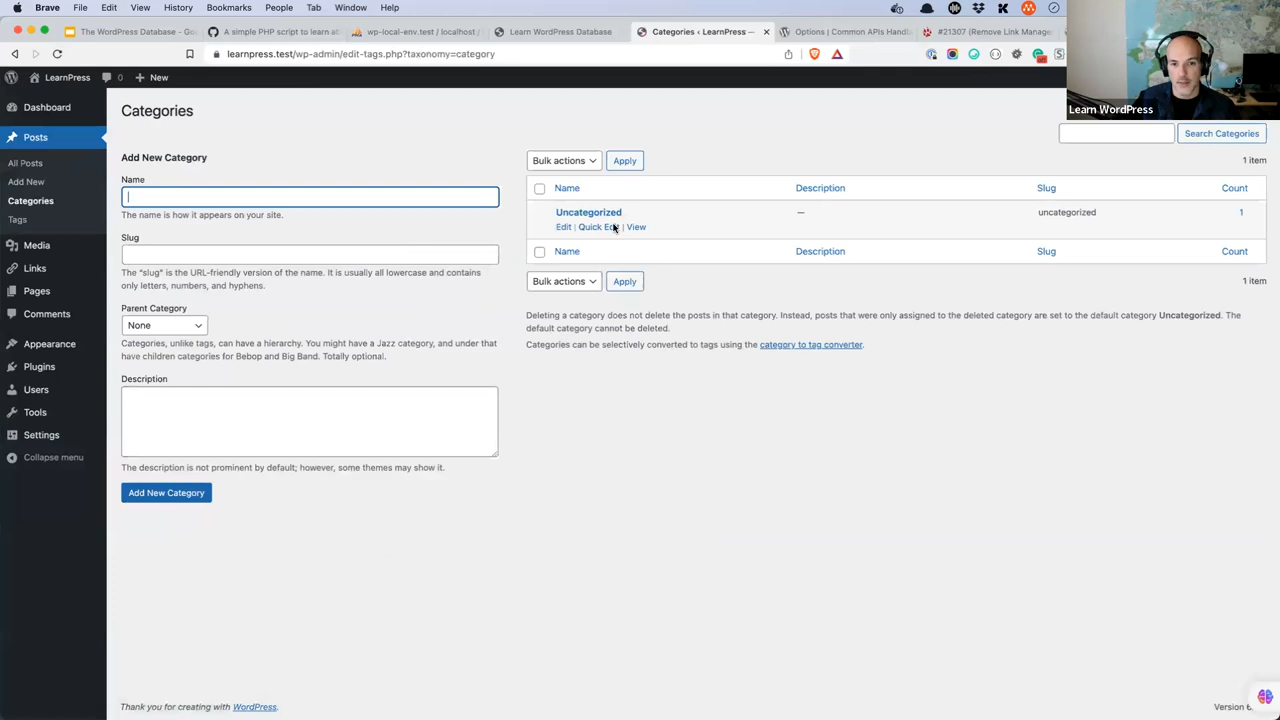 Brave File Edit View History Bookmarks People Tab Window Help
The WordPress Database - Go
A simple PHP script to learn ab
wp-local-env.test / localhost /
Learn WordPress Database
Categories ‹ LearnPress —
Options | Common APIs Handb
#21307 (Remove Link Manage
learnpress.test/wp-admin/edit-tags.php?taxonomy=category
Learn WordPress
LearnPress 0 New
Dashboard
Posts
All Posts
Add New
Categories
Tags
Media
Links
Pages
Comments
Appearance
Plugins
Users
Tools
Settings
Collapse menu
Categories
Search Categories
Add New Category
Name
The name is how it appears on your site.
Slug
The “slug” is the URL-friendly version of the name. It is usually all lowercase and contains
only letters, numbers, and hyphens.
Parent Category
None
Categories, unlike tags, can have a hierarchy. You might have a Jazz category, and under that
have children categories for Bebop and Big Band. Totally optional.
Description
The description is not prominent by default; however, some themes may show it.
Add New Category
Bulk actions Apply 1 item
Name Description Slug Count
Uncategorized — uncategorized 1
Edit | Quick Edit | View
Name Description Slug Count
Bulk actions Apply 1 item
Deleting a category does not delete the posts in that category. Instead, posts that were only assigned to the deleted category are set to the default category Uncategorized. The
default category cannot be deleted.
Categories can be selectively converted to tags using the category to tag converter.
Thank you for creating with WordPress.
Version 6